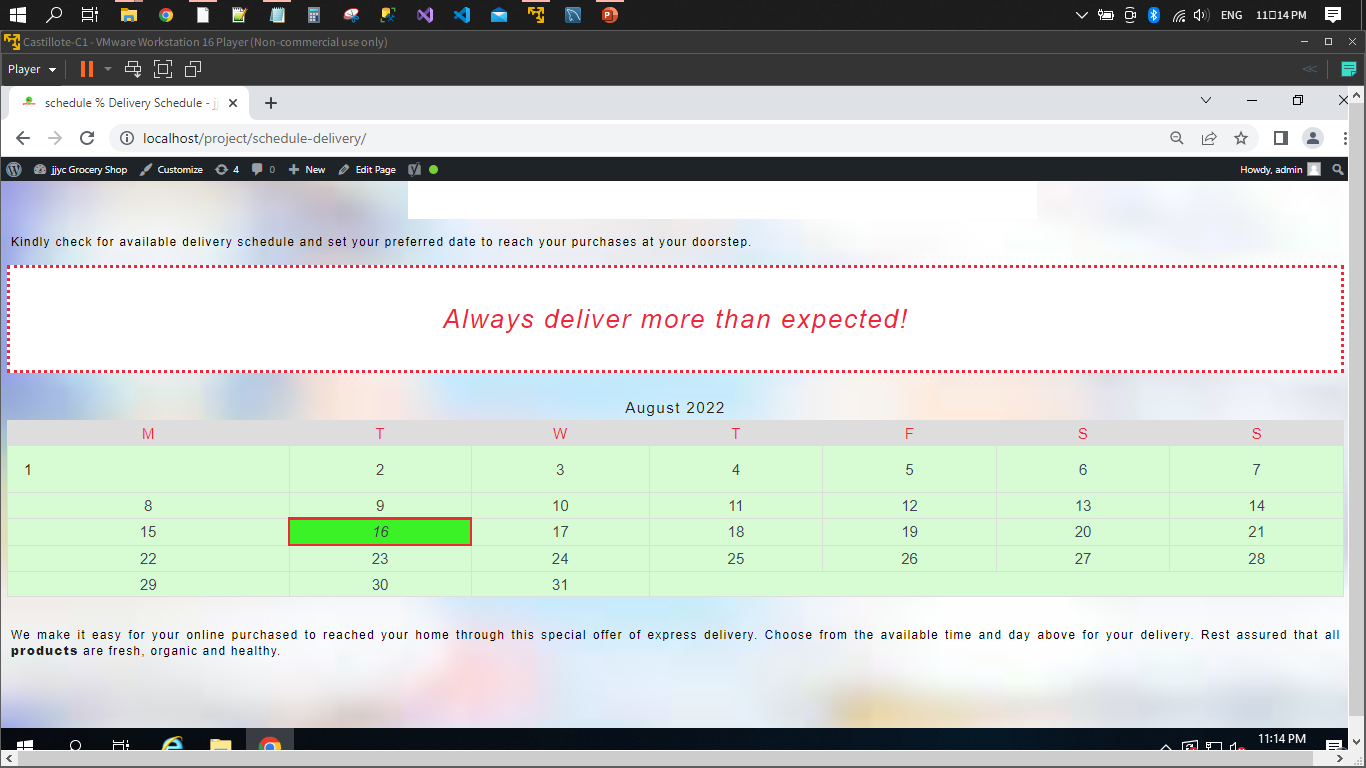 ENG 11▯14 PM
Castillote-C1 - VMware Workstation 16 Player (Non-commercial use only)
Player
schedule % Delivery Schedule - jj
localhost/project/schedule-delivery/
jjyc Grocery Shop Customize 4 0 New Edit Page Howdy, admin
Kindly check for available delivery schedule and set your preferred date to reach your purchases at your doorstep.
Always deliver more than expected!
August 2022
M T W T F S S
1 2 3 4 5 6 7
8 9 10 11 12 13 14
15 16 17 18 19 20 21
22 23 24 25 26 27 28
29 30 31
We make it easy for your online purchased to reached your home through this special offer of express delivery. Choose from the available time and day above for your delivery. Rest assured that all
products are fresh, organic and healthy.
11:14 PM